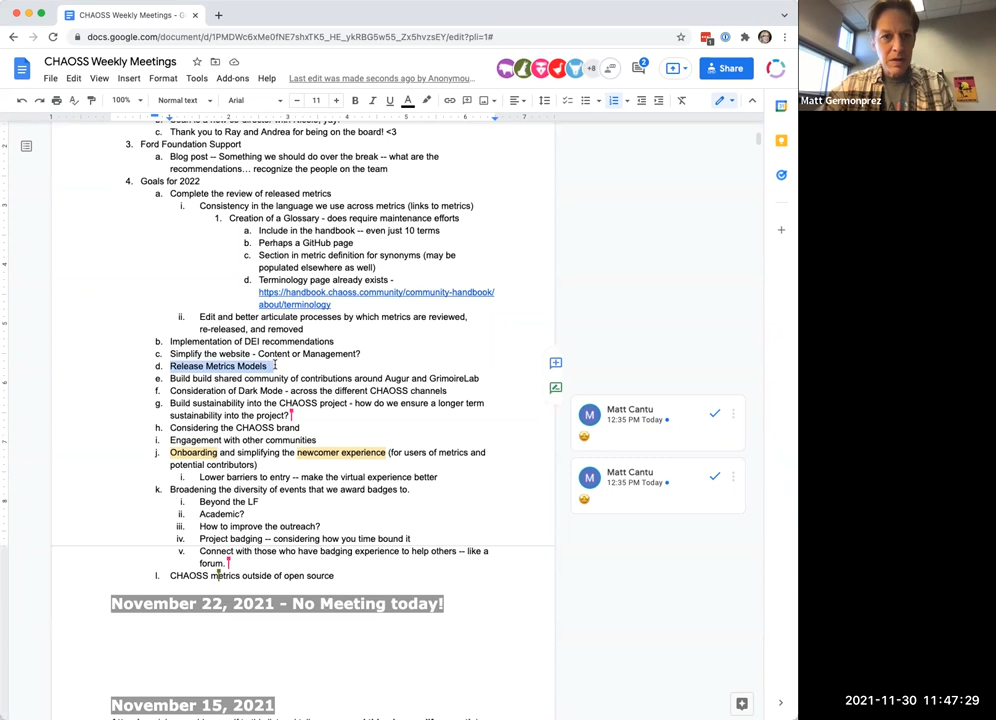 CHAOSS Weekly Meetings - G
docs.google.com/document/d/1PMDWc6xMe0fNE7shxTK5_HE_ykRBG5w55_Zx5hvzsEY/edit?pli=1#
CHAOSS Weekly Meetings
File Edit View Insert Format Tools Add-ons Help Last edit was made seconds ago by Anonymou...
+8
2
Share
100%
Normal text
Arial
11
1 1 2 3 4 5 6 7
c. Thank you to Ray and Andrea for being on the board! <3
3. Ford Foundation Support
a. Blog post -- Something we should do over the break -- what are the
recommendations… recognize the people on the team
4. Goals for 2022
a. Complete the review of released metrics
i. Consistency in the language we use across metrics (links to metrics)
1. Creation of a Glossary - does require maintenance efforts
a. Include in the handbook -- even just 10 terms
b. Perhaps a GitHub page
c. Section in metric definition for synonyms (may be
populated elsewhere as well)
d. Terminology page already exists -
https://handbook.chaoss.community/community-handbook/
about/terminology
ii. Edit and better articulate processes by which metrics are reviewed,
re-released, and removed
b. Implementation of DEI recommendations
c. Simplify the website - Content or Management?
d. Release Metrics Models
e. Build build shared community of contributions around Augur and GrimoireLab
f. Consideration of Dark Mode - across the different CHAOSS channels
g. Build sustainability into the CHAOSS project - how do we ensure a longer term
sustainability into the project?
h. Considering the CHAOSS brand
i. Engagement with other communities
j. Onboarding and simplifying the newcomer experience (for users of metrics and
potential contributors)
i. Lower barriers to entry -- make the virtual experience better
k. Broadening the diversity of events that we award badges to.
i. Beyond the LF
ii. Academic?
iii. How to improve the outreach?
iv. Project badging -- considering how you time bound it
v. Connect with those who have badging experience to help others -- like a
forum.
l. CHAOSS metrics outside of open source
November 22, 2021 - No Meeting today!
November 15, 2021
M
Matt Cantu
12:35 PM Today
M
Matt Cantu
12:35 PM Today
Matt Germonprez
2021-11-30 11:47:29